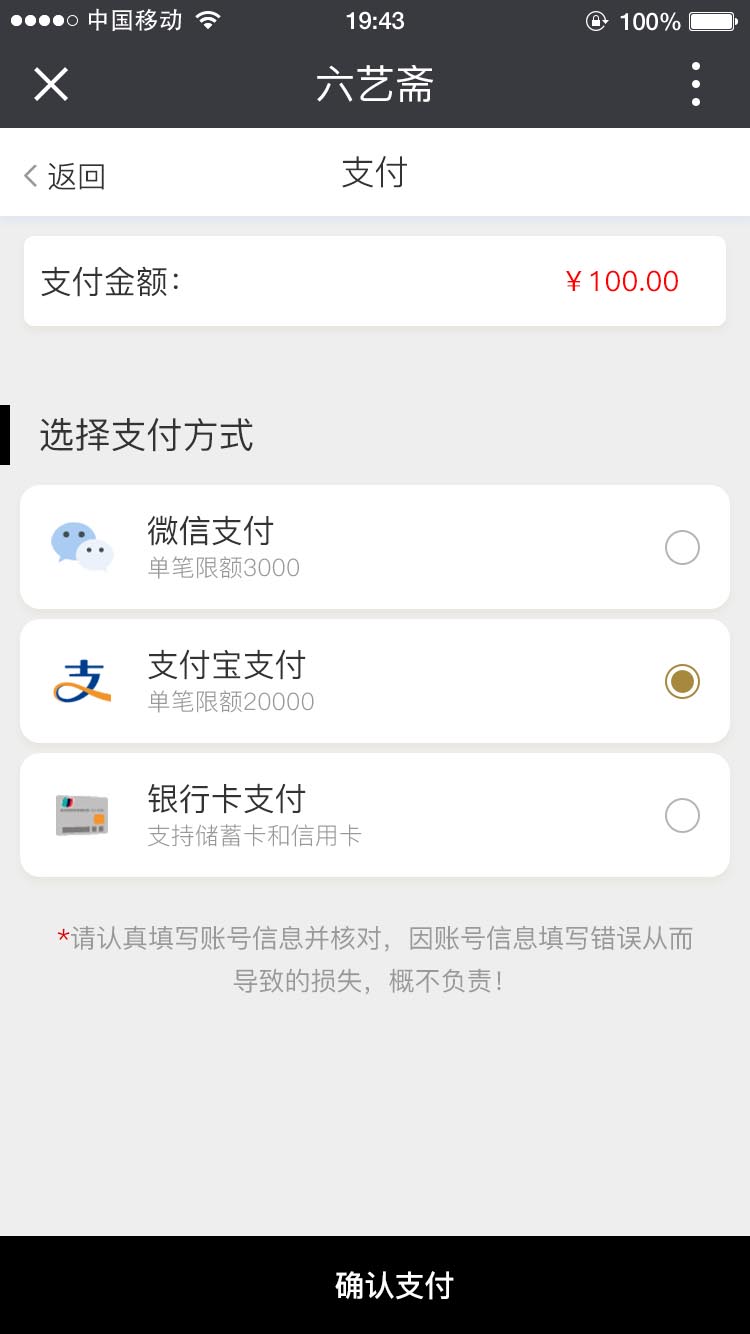 中国移动 19:43 100%
六艺斋
返回 支付
支付金额： ¥100.00
选择支付方式
微信支付
单笔限额3000
支付宝支付
单笔限额20000
银行卡支付
支持储蓄卡和信用卡
*请认真填写账号信息并核对，因账号信息填写错误从而
导致的损失，概不负责！
确认支付